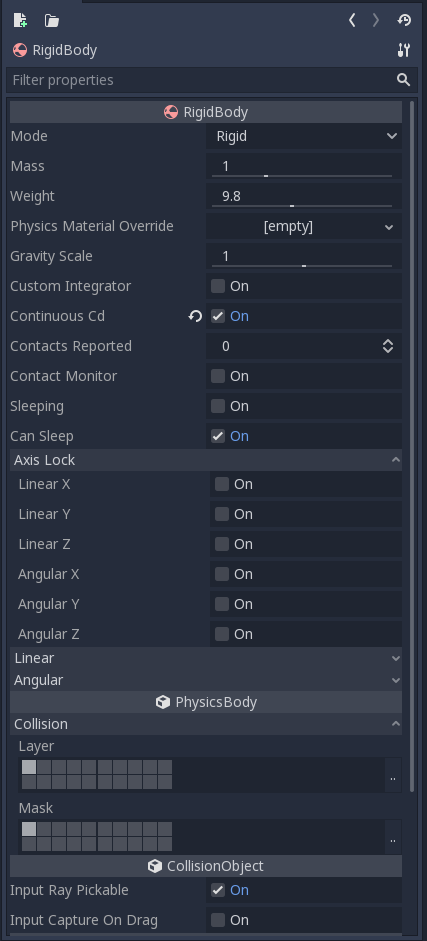 RigidBody
Filter properties
RigidBody
Mode Rigid
Mass 1
Weight 9.8
Physics Material Override [empty]
Gravity Scale 1
Custom Integrator On
Continuous Cd On
Contacts Reported 0
Contact Monitor On
Sleeping On
Can Sleep On
Axis Lock
Linear X On
Linear Y On
Linear Z On
Angular X On
Angular Y On
Angular Z On
Linear
Angular
PhysicsBody
Collision
Layer
..
Mask
..
CollisionObject
Input Ray Pickable On
Input Capture On Drag On